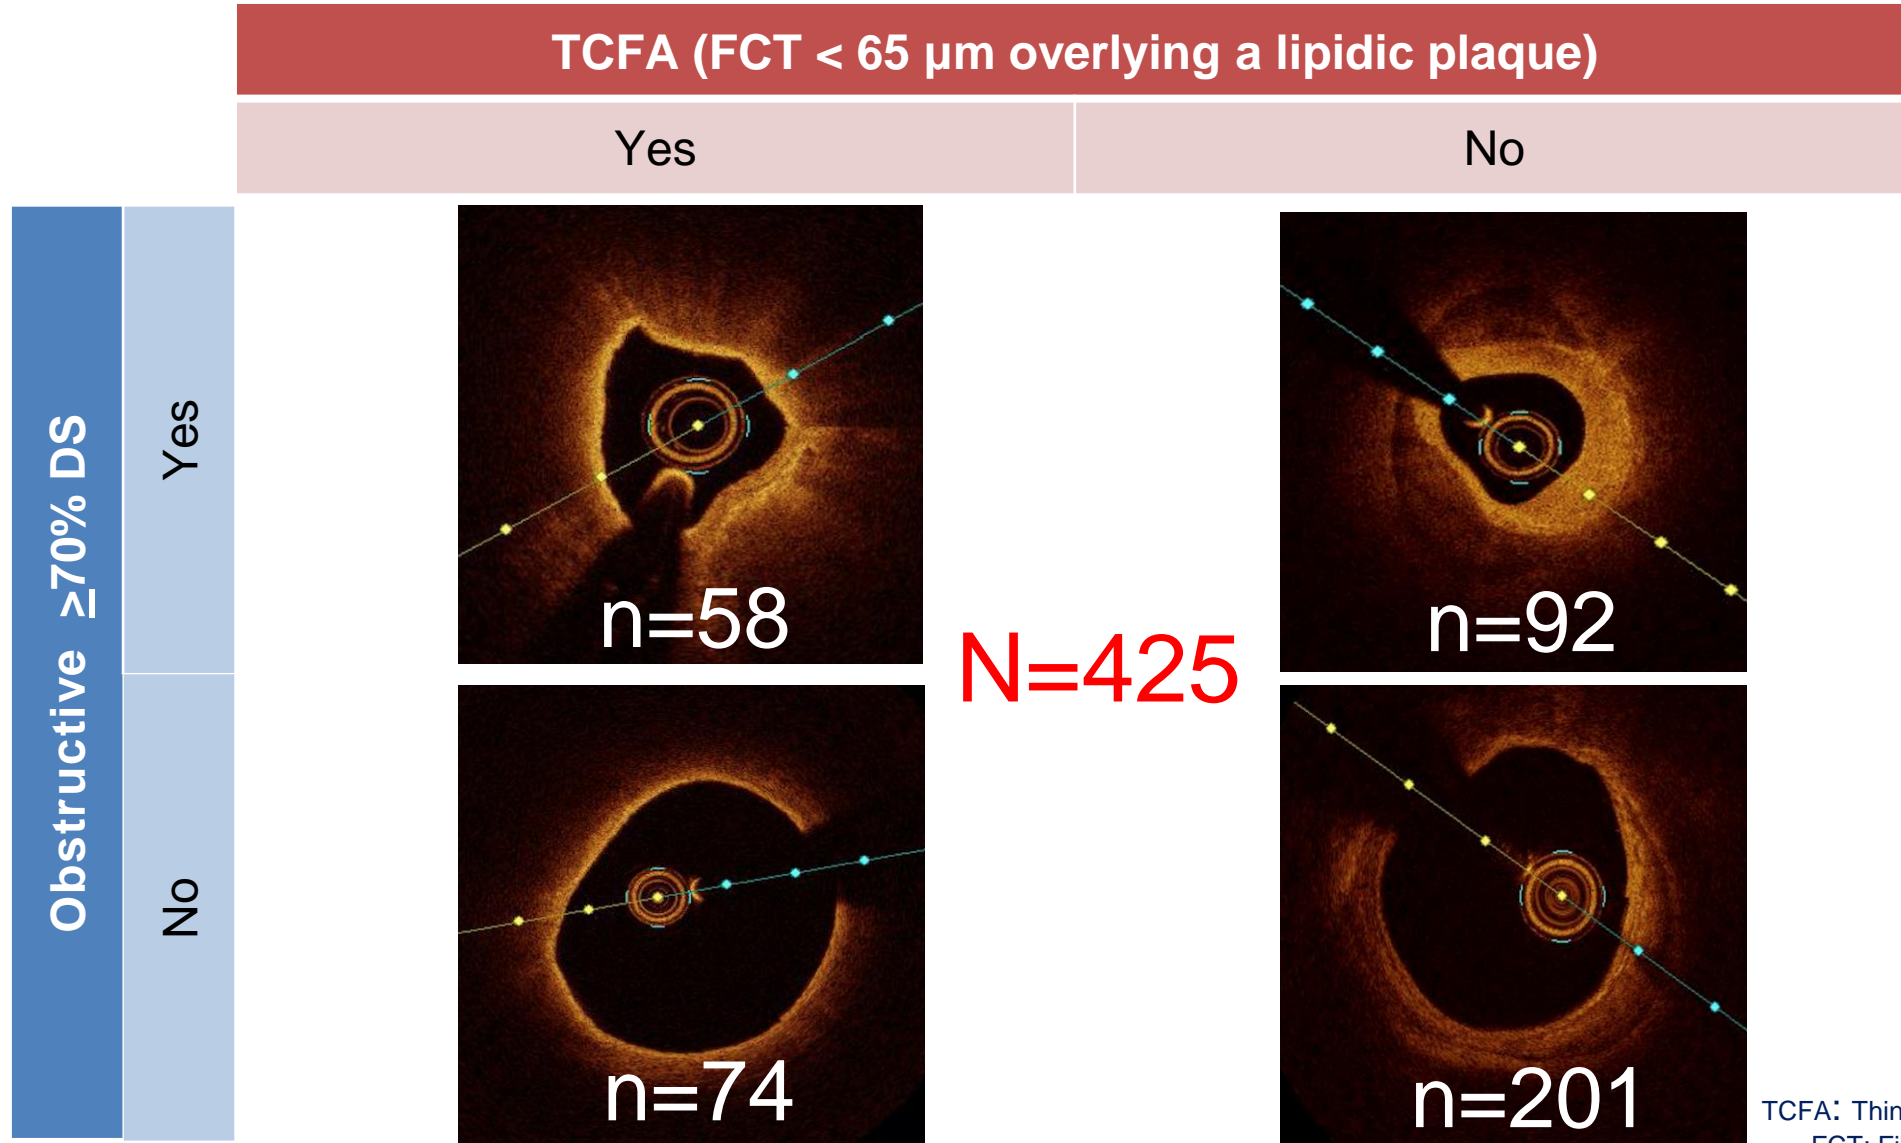 TCFA (FCT < 65 µm overlying a lipidic plaque)
Yes
No
Obstructive ≥70% DS
Yes
n=58
n=92
N=425
No
n=74
n=201
TCFA: Thin